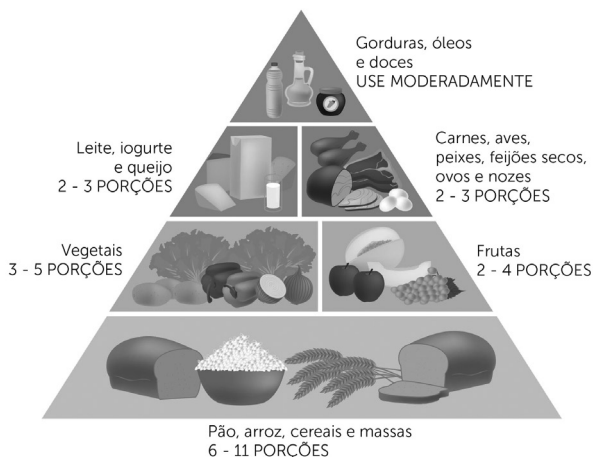 Gorduras, óleos
e doces
USE MODERADAMENTE
Leite, iogurte
e queijo
2 - 3 PORÇÕES
Carnes, aves,
peixes, feijões secos,
ovos e nozes
2 - 3 PORÇÕES
Vegetais
3 - 5 PORÇÕES
Frutas
2 - 4 PORÇÕES
Pão, arroz, cereais e massas
6 - 11 PORÇÕES